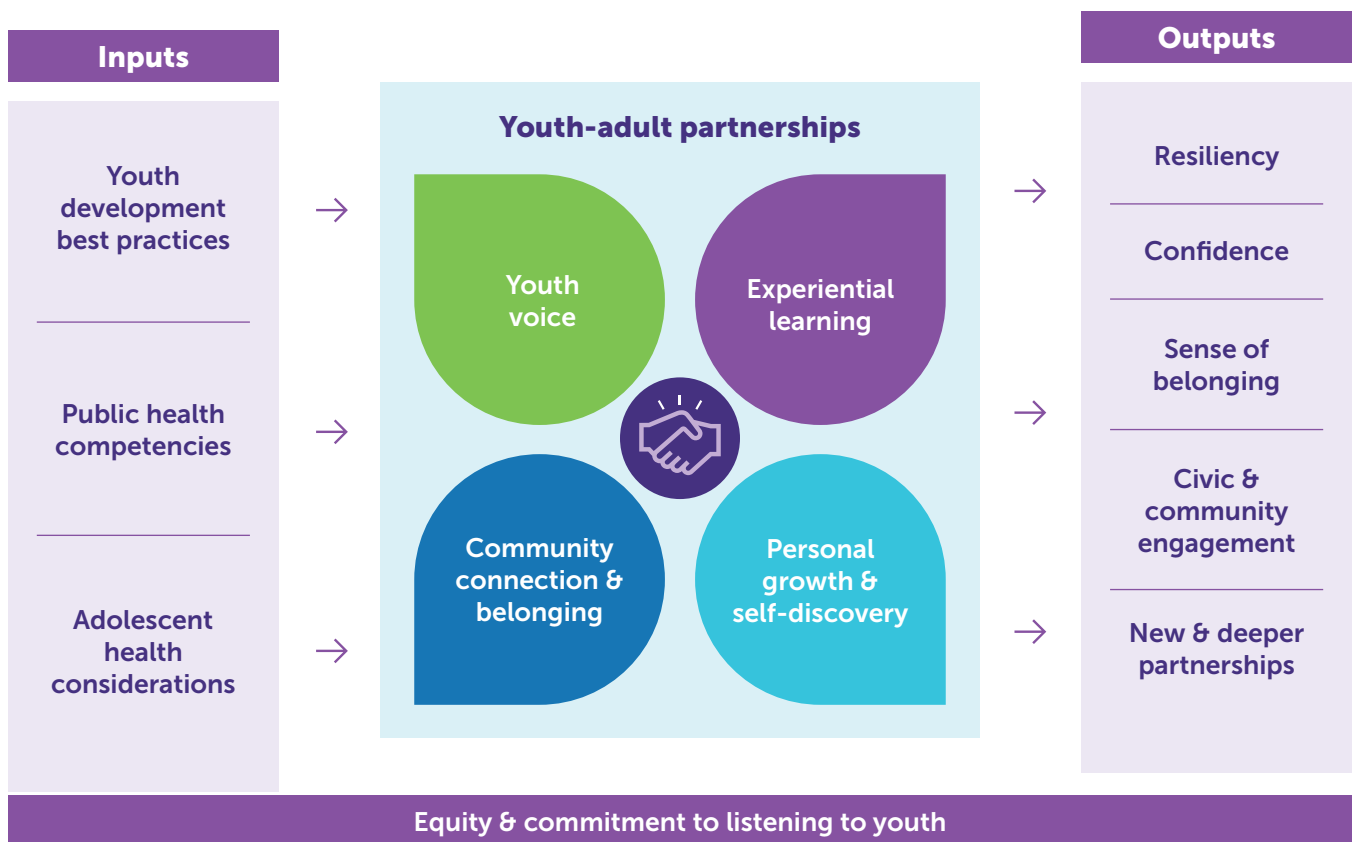 Inputs
Youth
development
best practices
Public health
competencies
Adolescent
health
considerations
Youth-adult partnerships
Youth
voice
Experiential
learning
Community
connection &
belonging
Personal
growth &
self-discovery
Outputs
Resiliency
Confidence
Sense of
belonging
Civic &
community
engagement
New & deeper
partnerships
Equity & commitment to listening to youth